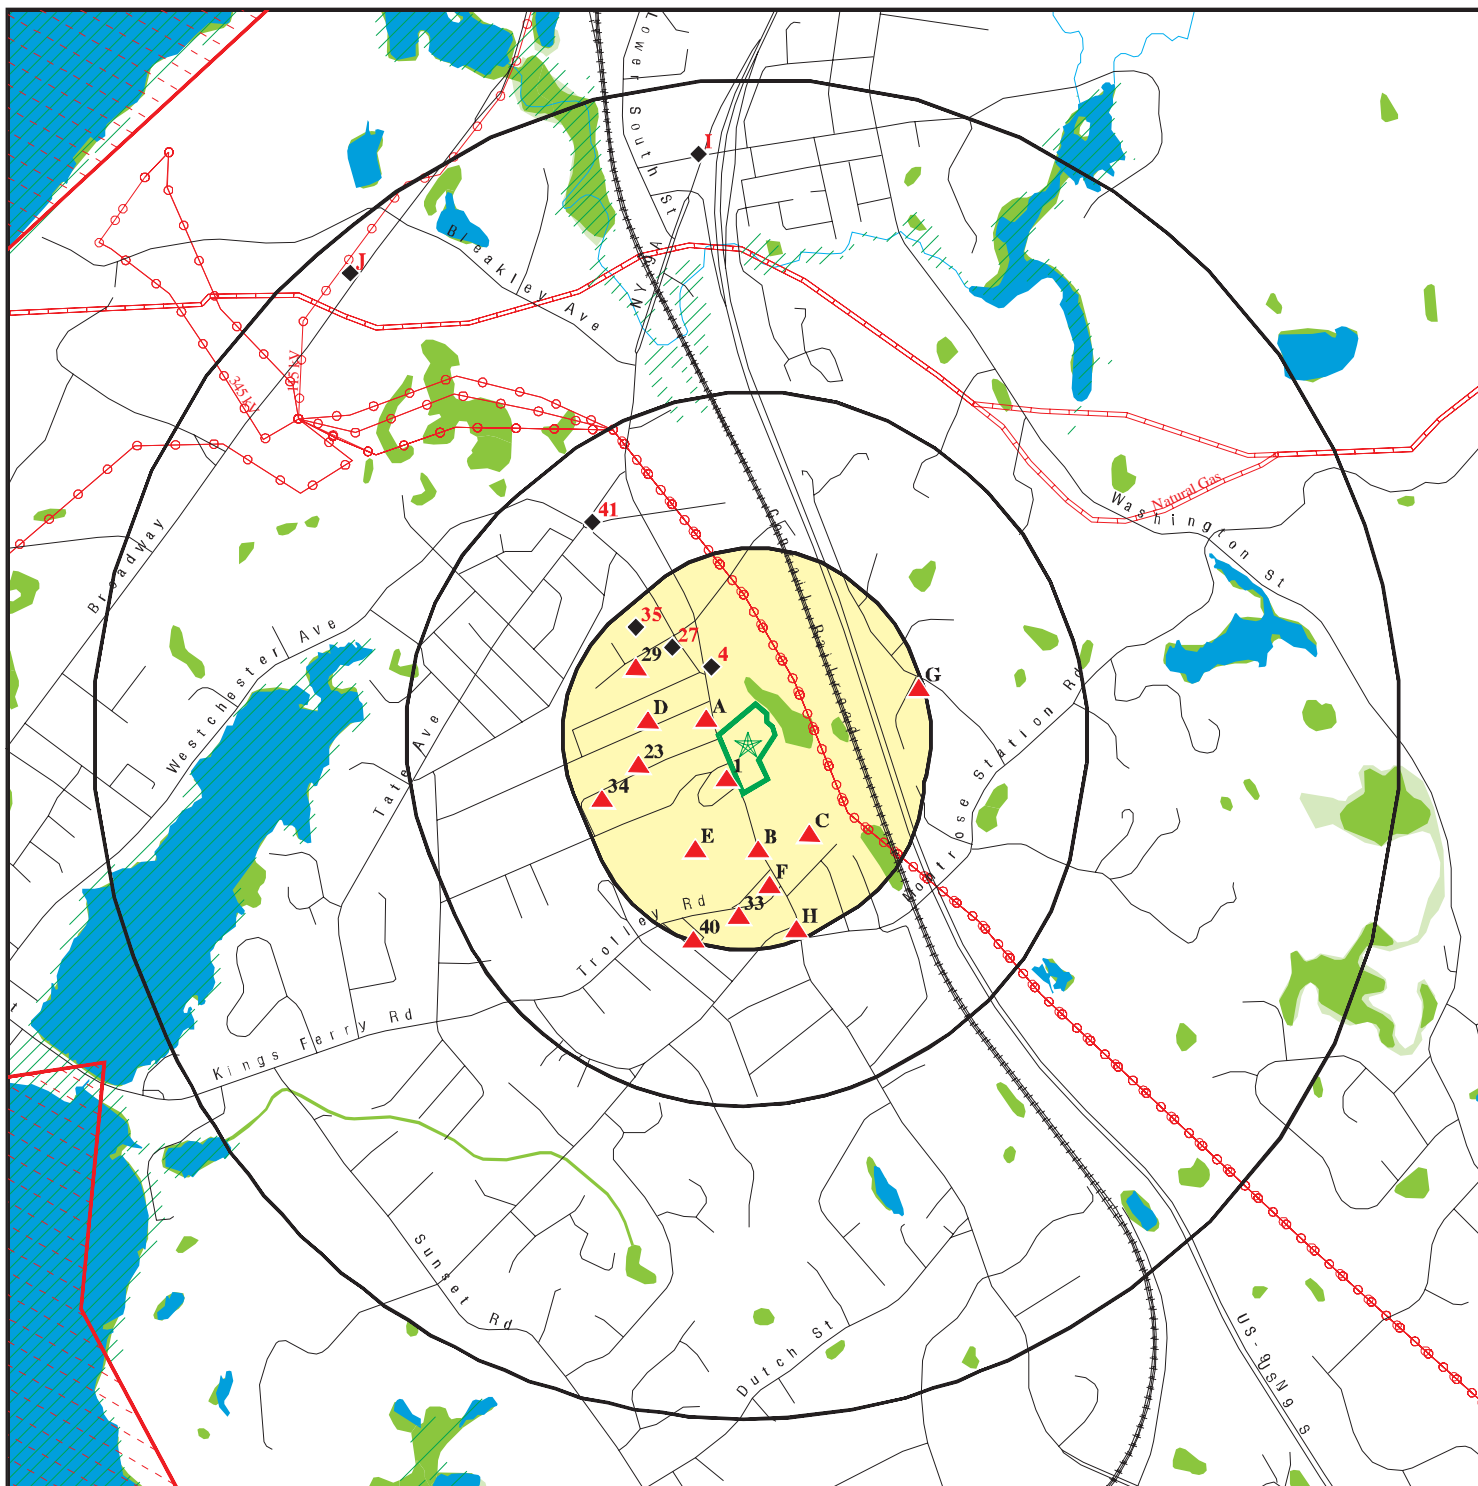 Lower South St
I
J
Bleakley Ave
345 kV
Natural Gas
Washington St
41
Broadway
35
27
29
4
Westchester Ave
G
D
A
Tate Ave
23
1
34
Montrose Station Rd
E
B
C
F
Trolley Rd
33
H
40
Kings Ferry Rd
Sunset Rd
Dutch St
US-9